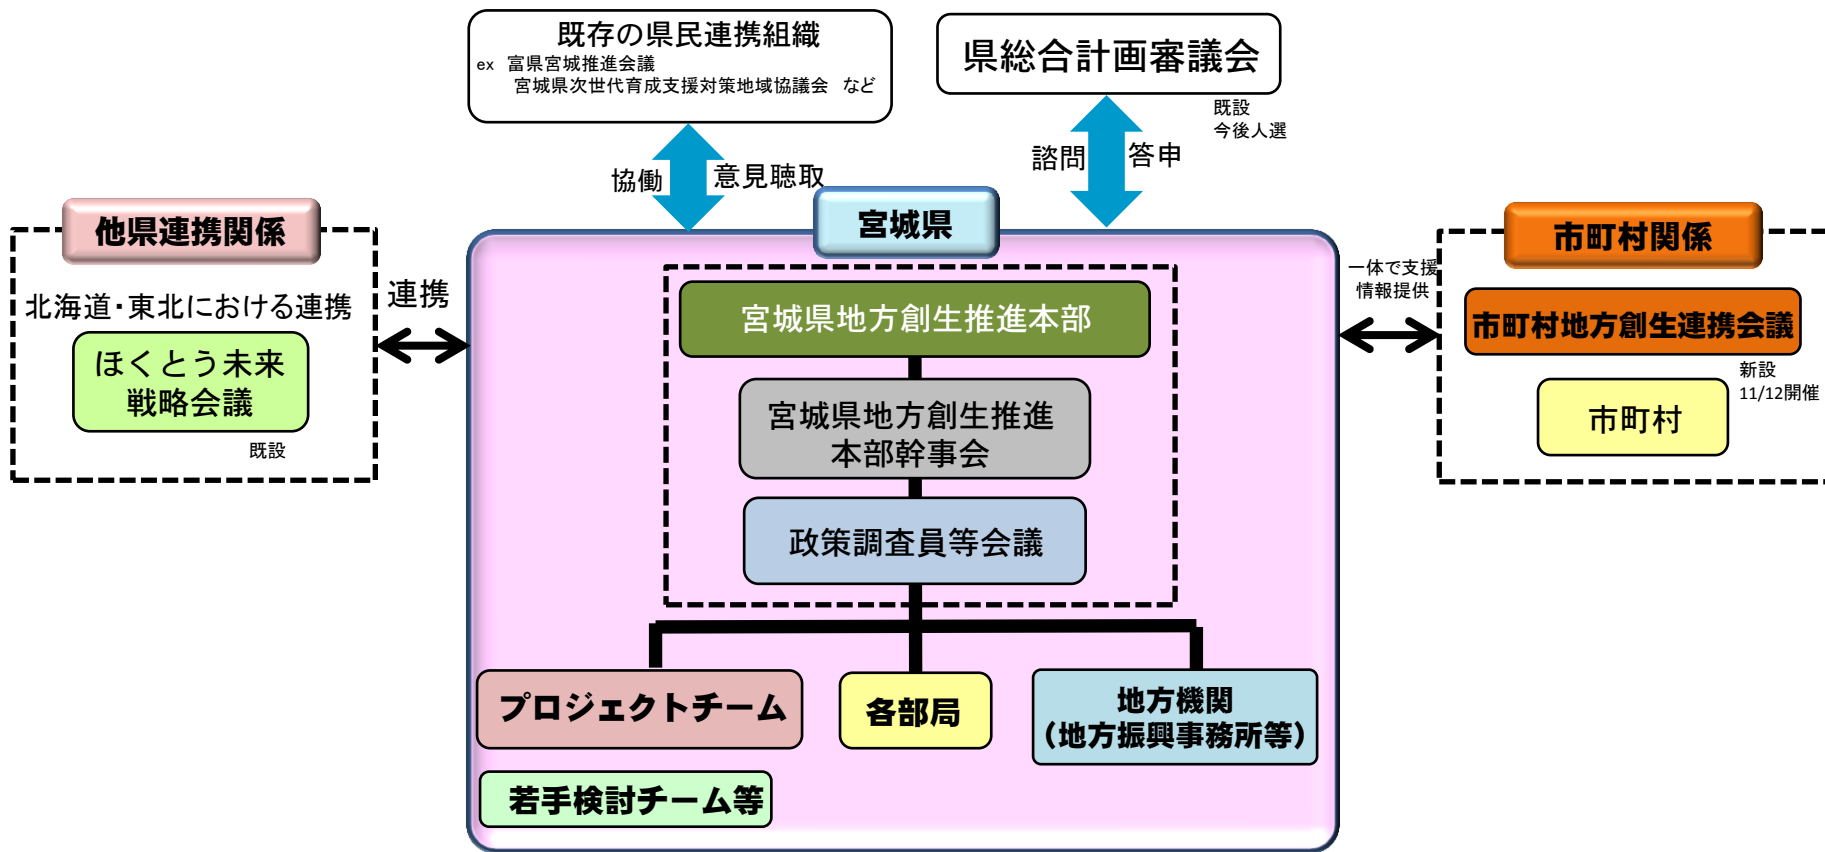 既存の県民連携組織
ex 富県宮城推進会議
宮城県次世代育成支援対策地域協議会 など
県総合計画審議会
既設
今後人選
協働
意見聴取
諮問
答申
他県連携関係
北海道・東北における連携
ほくとう未来
戦略会議
既設
連携
宮城県
宮城県地方創生推進本部
宮城県地方創生推進
本部幹事会
政策調査員等会議
プロジェクトチーム
各部局
地方機関
（地方振興事務所等）
若手検討チーム等
一体で支援
情報提供
市町村関係
市町村地方創生連携会議
新設
11/12開催
市町村